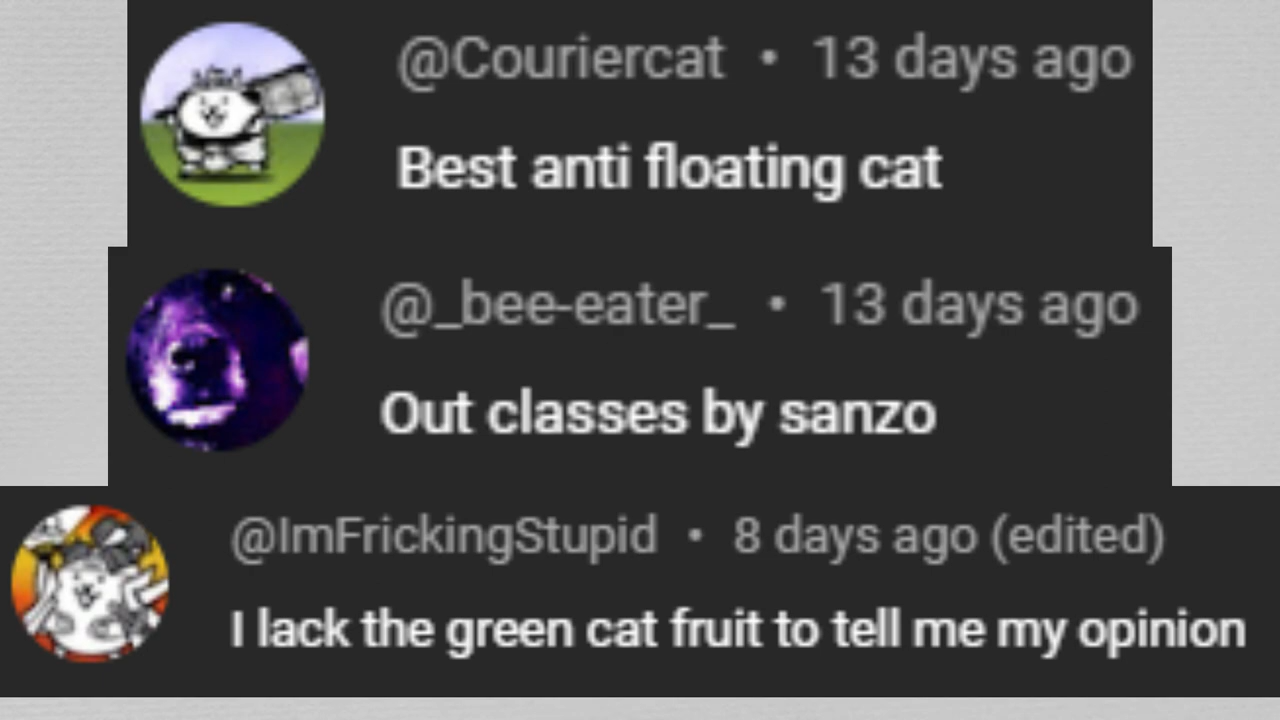 @Couriercat • 13 days ago
Best anti floating cat
@_bee-eater_ • 13 days ago
Out classes by sanzo
@ImFrickingStupid • 8 days ago (edited)
I lack the green cat fruit to tell me my opinion